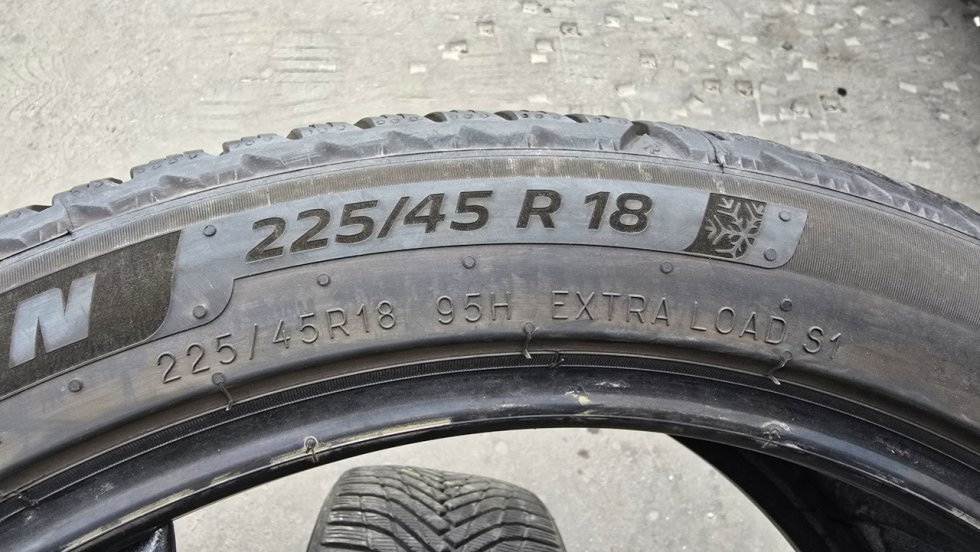 225/45 R 18
N
225/45R18 95H EXTRA LOAD S1